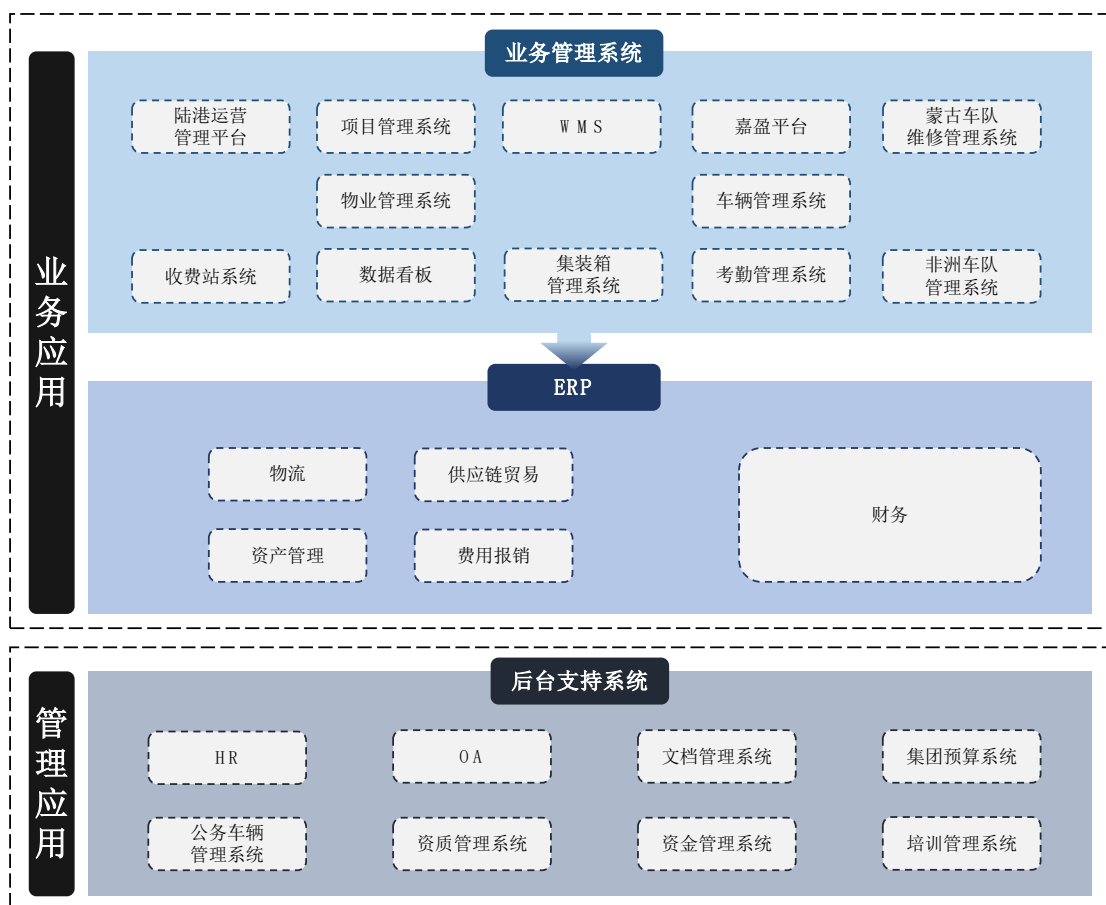 业务应用
业务管理系统
陆港运营
管理平台
项目管理系统
WMS
嘉盈平台
蒙古车队
维修管理系统
物业管理系统
车辆管理系统
收费站系统
数据看板
集装箱
管理系统
考勤管理系统
非洲车队
管理系统
ERP
物流
供应链贸易
财务
资产管理
费用报销
管理应用
后台支持系统
HR
OA
文档管理系统
集团预算系统
公务车辆
管理系统
资质管理系统
资金管理系统
培训管理系统